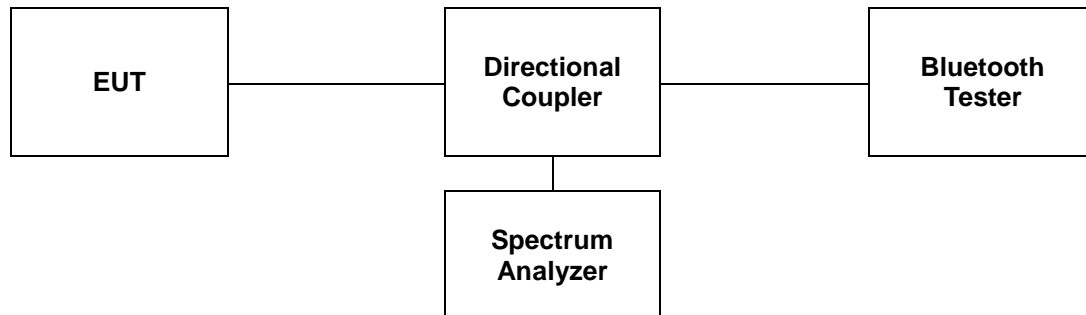 EUT
Directional
Coupler
Bluetooth
Tester
Spectrum
Analyzer